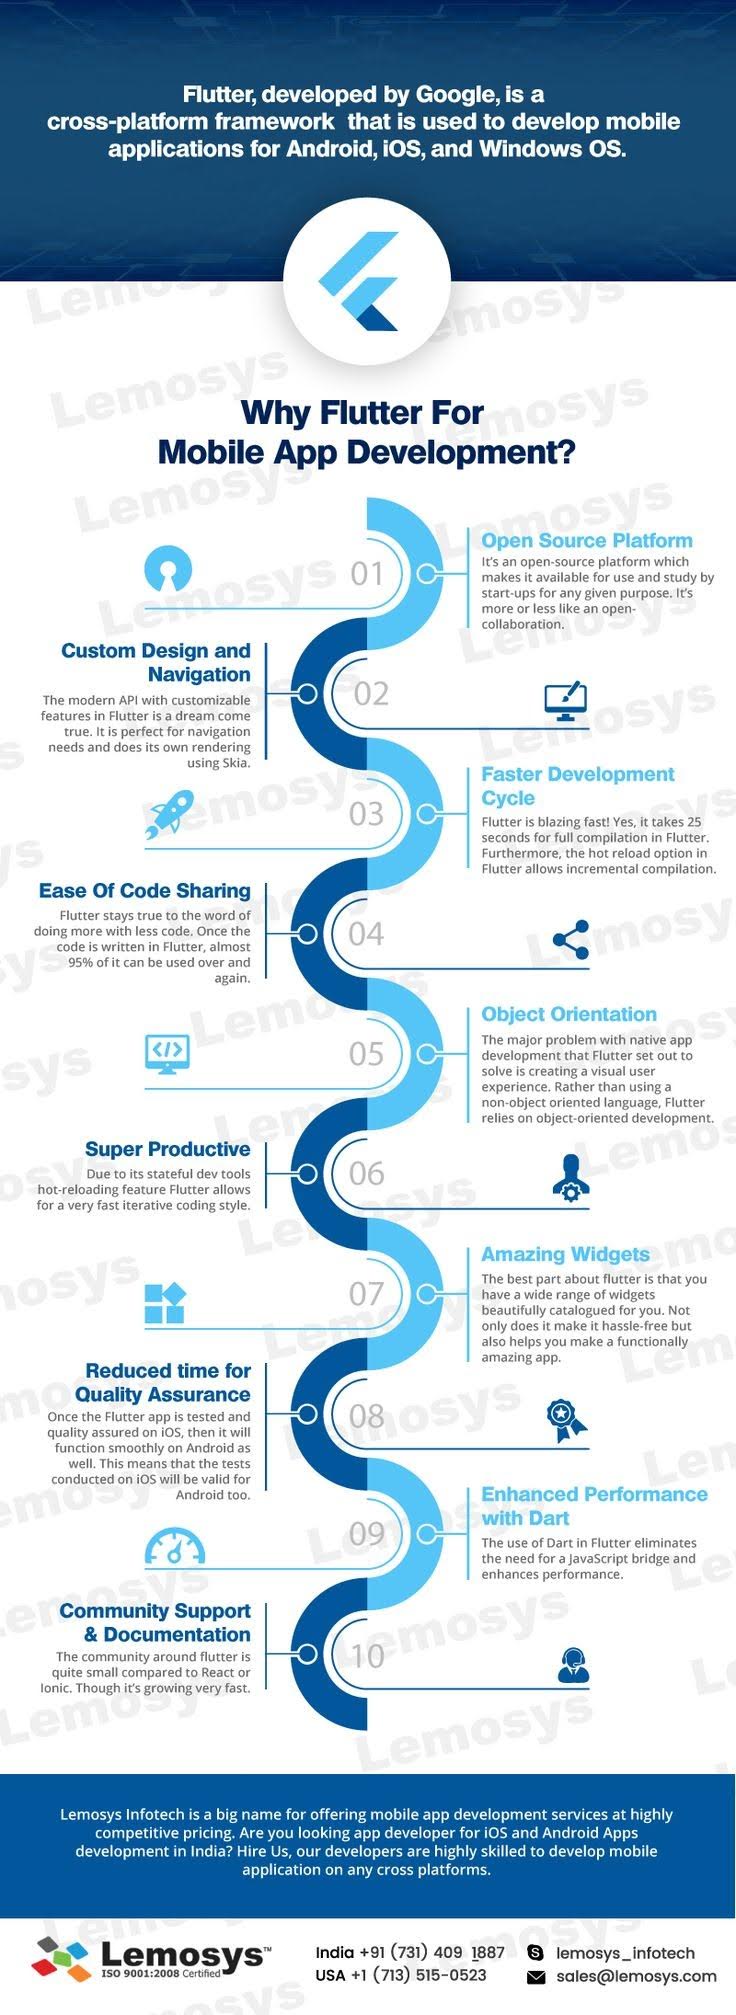 Flutter, developed by Google, is a
cross-platform framework that is used to develop mobile
applications for Android, iOS, and Windows OS.
Why Flutter For
Mobile App Development?
01
Open Source Platform
It's an open-source platform which
makes it available for use and study by
start-ups for any given purpose. It's
more or less like an open-
collaboration.
Custom Design and
Navigation
The modern API with customizable
features in Flutter is a dream come
true. It is perfect for navigation
needs and does its own rendering
using Skia.
02
03
Faster Development
Cycle
Flutter is blazing fast! Yes, it takes 25
seconds for full compilation in Flutter.
Furthermore, the hot reload option in
Flutter allows incremental compilation.
Ease Of Code Sharing
Flutter stays true to the word of
doing more with less code. Once the
code is written in Flutter, almost
95% of it can be used over and
again.
04
05
Object Orientation
The major problem with native app
development that Flutter set out to
solve is creating a visual user
experience. Rather than using a
non-object oriented language, Flutter
relies on object-oriented development.
Super Productive
Due to its stateful dev tools
hot-reloading feature Flutter allows
for a very fast iterative coding style.
06
07
Amazing Widgets
The best part about flutter is that you
have a wide range of widgets
beautifully catalogued for you. Not
only does it make it hassle-free but
also helps you make a functionally
amazing app.
Reduced time for
Quality Assurance
Once the Flutter app is tested and
quality assured on iOS, then it will
function smoothly on Android as
well. This means that the tests
conducted on iOS will be valid for
Android too.
08
09
Enhanced Performance
with Dart
The use of Dart in Flutter eliminates
the need for a JavaScript bridge and
enhances performance.
Community Support
& Documentation
The community around flutter is
quite small compared to React or
Ionic. Though it's growing very fast.
10
Lemosys Infotech is a big name for offering mobile app development services at highly
competitive pricing. Are you looking app developer for iOS and Android Apps
development in India? Hire Us, our developers are highly skilled to develop mobile
application on any cross platforms.
Lemosys™
ISO 9001:2008 Certified
India +91 (731) 409 1887
USA +1 (713) 515-0523
lemosys_infotech
sales@lemosys.com